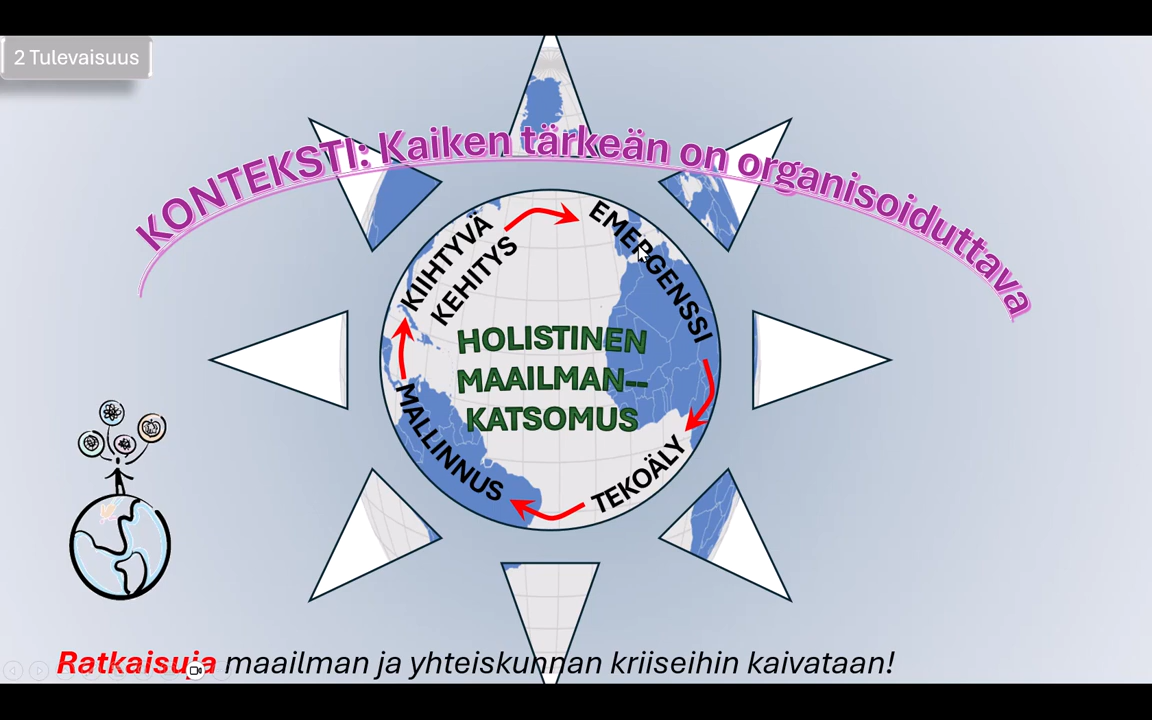 2 Tulevaisuus
KONTEKSTI: Kaiken tärkeän on organisoiduttava
KIIHTYVÄ
KEHITYS
EMERGENSSI
HOLISTINEN
MAAILMAN--
KATSOMUS
MALLINNUS
TEKOÄLY
Ratkaisuja maailman ja yhteiskunnan kriiseihin kaivataan!